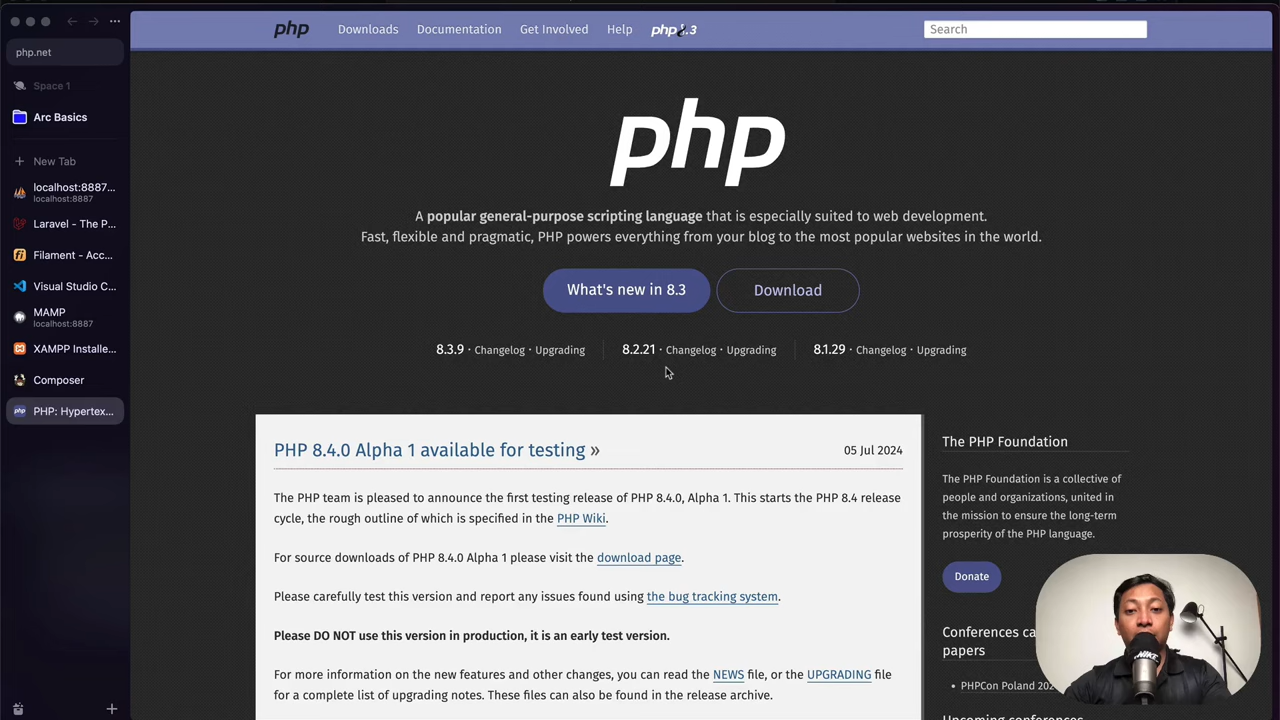 php.net
Space 1
Arc Basics
New Tab
localhost:8887...
localhost:8887
Laravel - The P...
Filament - Acc...
Visual Studio C...
MAMP
localhost:8887
XAMPP Installe...
Composer
php PHP: Hypertex...
php Downloads Documentation Get Involved Help php8.3 Search
php
A popular general-purpose scripting language that is especially suited to web development.
Fast, flexible and pragmatic, PHP powers everything from your blog to the most popular websites in the world.
What's new in 8.3 Download
8.3.9 · Changelog · Upgrading 8.2.21 · Changelog · Upgrading 8.1.29 · Changelog · Upgrading
PHP 8.4.0 Alpha 1 available for testing » 05 Jul 2024
The PHP team is pleased to announce the first testing release of PHP 8.4.0, Alpha 1. This starts the PHP 8.4 release
cycle, the rough outline of which is specified in the PHP Wiki.
For source downloads of PHP 8.4.0 Alpha 1 please visit the download page.
Please carefully test this version and report any issues found using the bug tracking system.
Please DO NOT use this version in production, it is an early test version.
For more information on the new features and other changes, you can read the NEWS file, or the UPGRADING file
for a complete list of upgrading notes. These files can also be found in the release archive.
The PHP Foundation
The PHP Foundation is a collective of
people and organizations, united in
the mission to ensure the long-term
prosperity of the PHP language.
Donate
Conferences
papers
• PHPCon Poland
Upcoming conferences